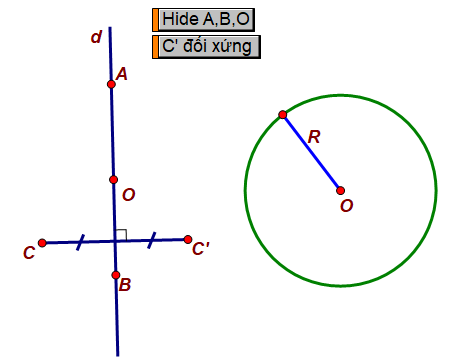 Hide A,B,O
C' đối xứng
d
A
O
C
C'
B
R
O